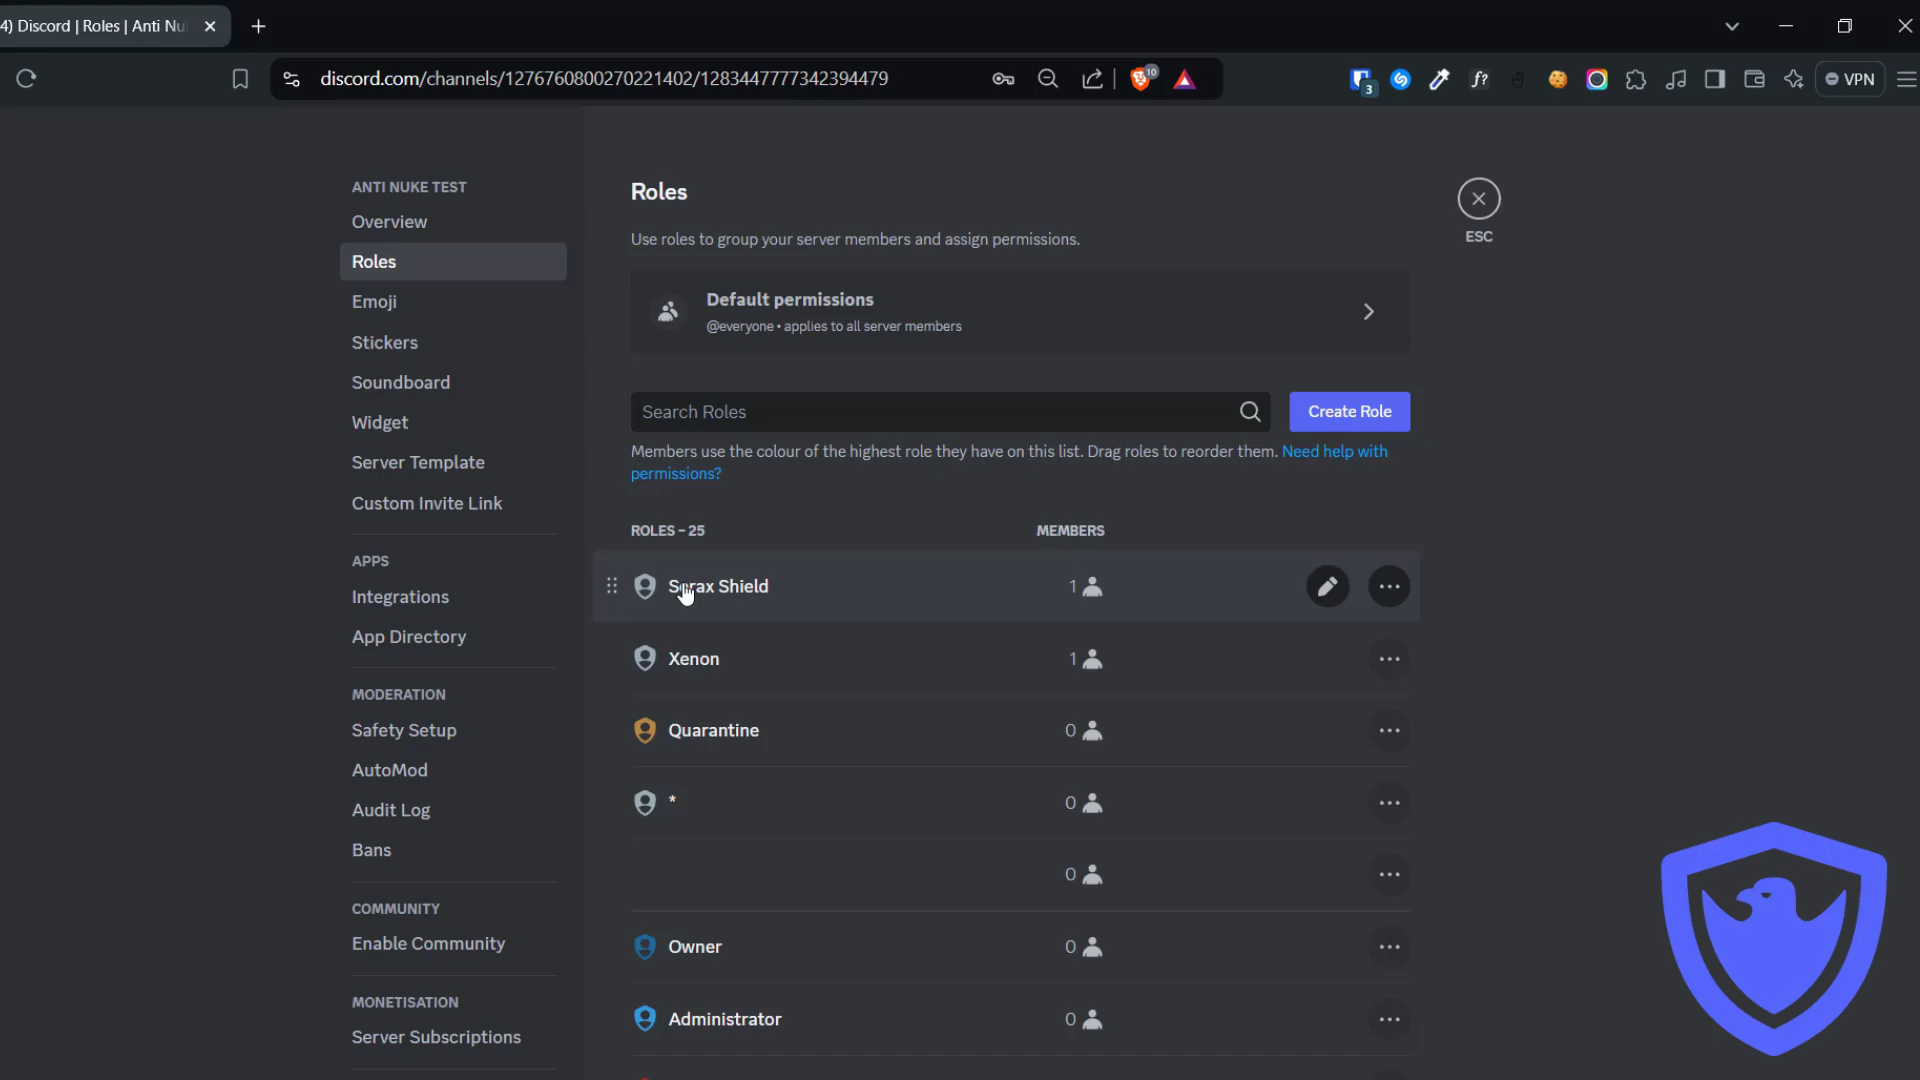 4) Discord | Roles | Anti Nu
discord.com/channels/1276760800270221402/1283447777342394479
10
3
f?
VPN
ANTI NUKE TEST
Overview
Roles
Emoji
Stickers
Soundboard
Widget
Server Template
Custom Invite Link
APPS
Integrations
App Directory
MODERATION
Safety Setup
AutoMod
Audit Log
Bans
COMMUNITY
Enable Community
MONETISATION
Server Subscriptions
Roles
Use roles to group your server members and assign permissions.
Default permissions
@everyone • applies to all server members
Search Roles
Create Role
Members use the colour of the highest role they have on this list. Drag roles to reorder them. Need help with
permissions?
ROLES – 25 MEMBERS
Shield 1
Xenon 1
Quarantine 0
* 0
0
Owner 0
Administrator 0
ESC